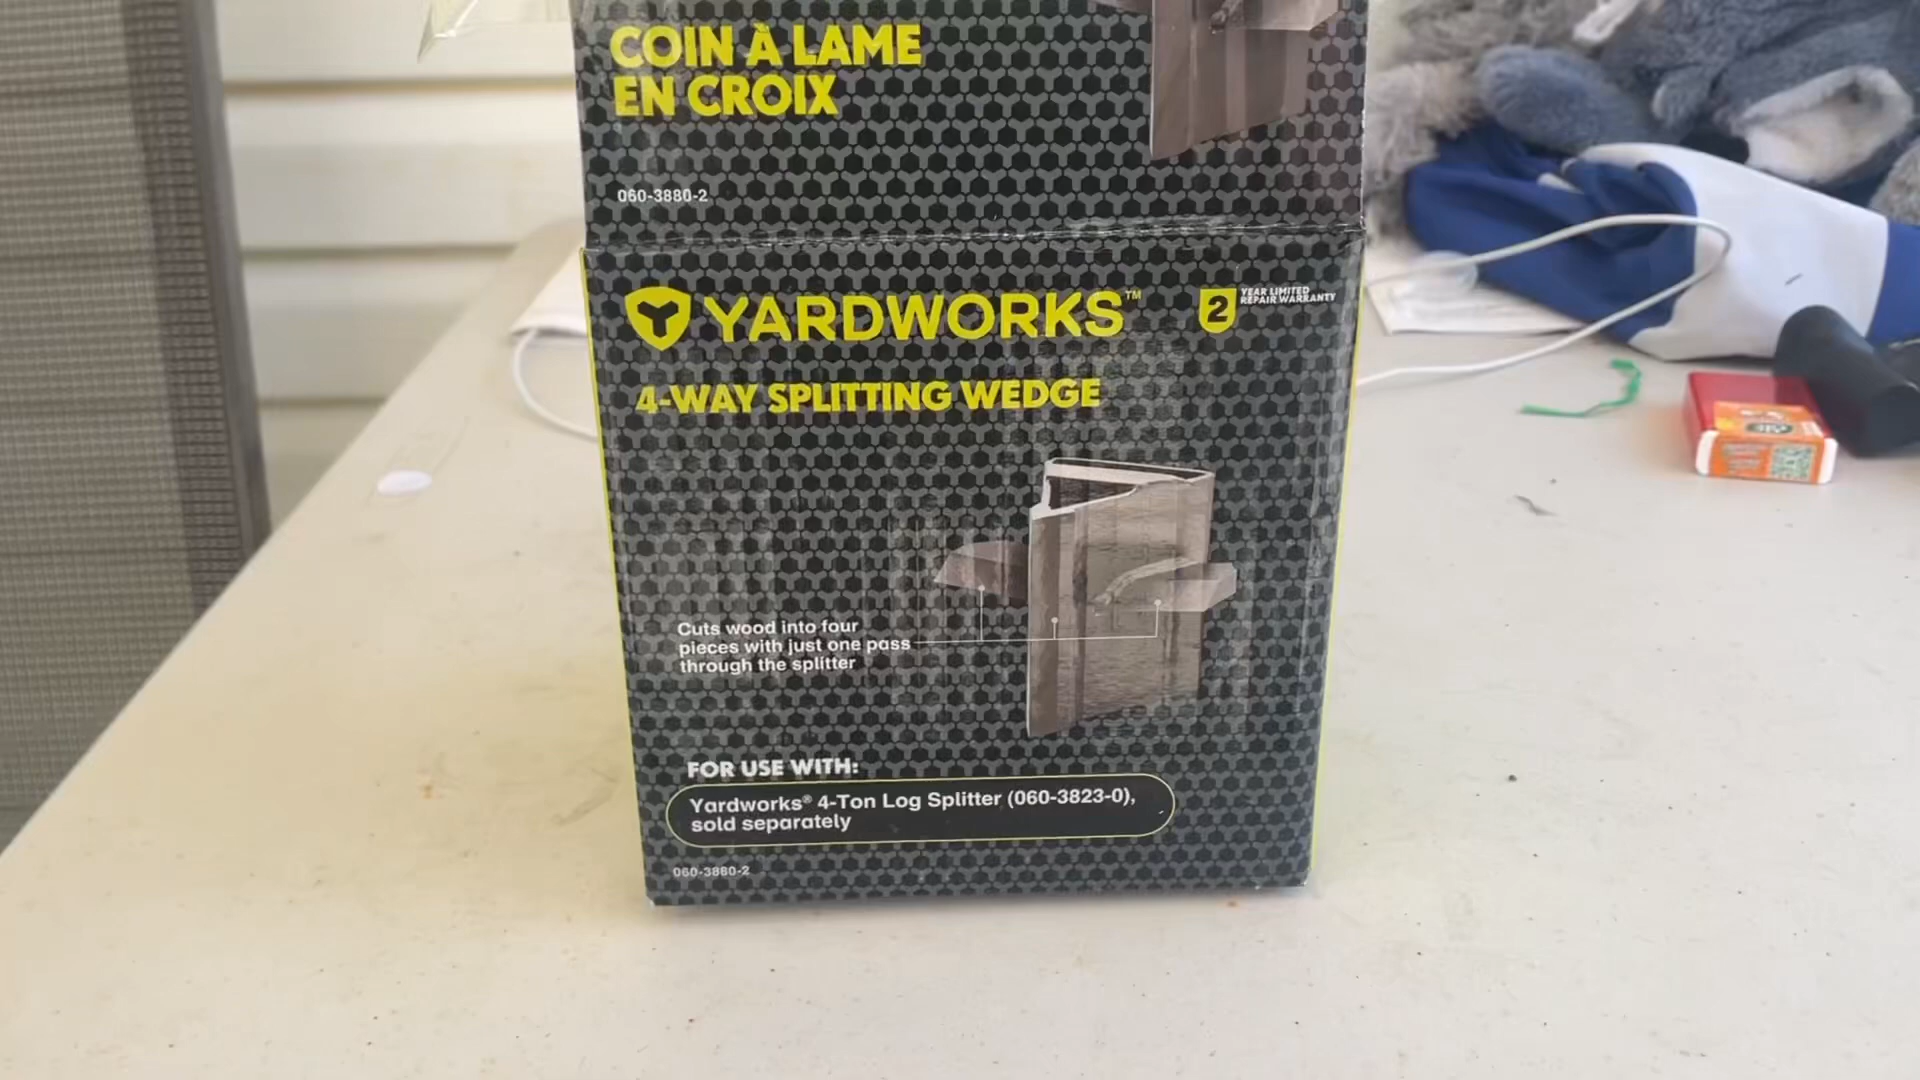 COIN À LAME
EN CROIX
060-3880-2
YARDWORKS™
2
YEAR LIMITED
REPAIR WARRANTY
4-WAY SPLITTING WEDGE
Cuts wood into four
pieces with just one pass
through the splitter
FOR USE WITH:
Yardworks® 4-Ton Log Splitter (060-3823-0),
sold separately
060-3880-2